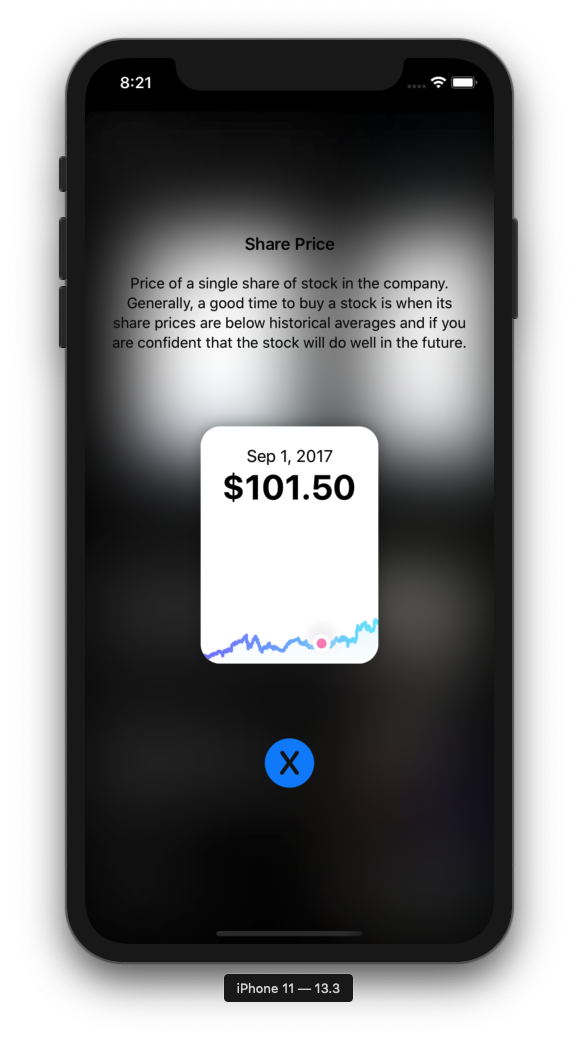 8:21
Share Price
Price of a single share of stock in the company.
Generally, a good time to buy a stock is when its
share prices are below historical averages and if you
are confident that the stock will do well in the future.
Sep 1, 2017
$101.50
X
iPhone 11 — 13.3